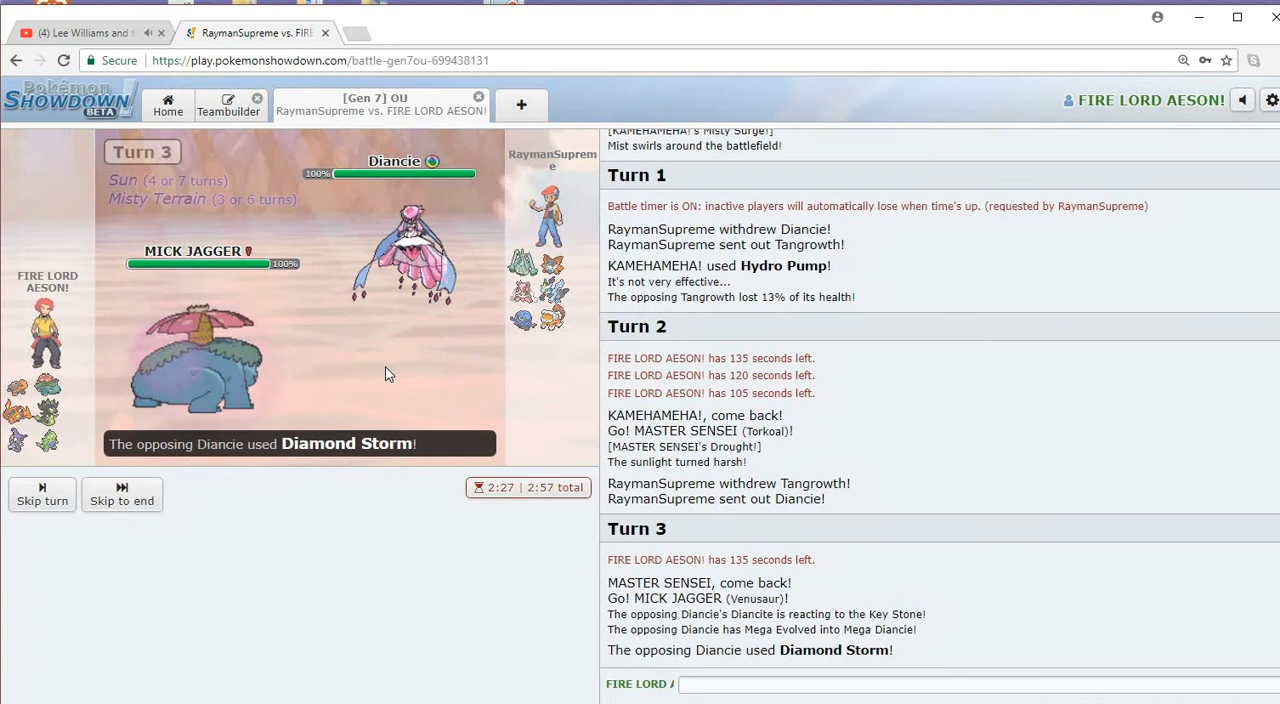 (4) Lee Williams and t
RaymanSupreme vs. FIRE
Secure
https://play.pokemonshowdown.com/battle-gen7ou-699438131
Pokémon
SHOWDOWN!
BETA
Home
Teambuilder
[Gen 7] OU
RaymanSupreme vs. FIRE LORD AESON!
+
FIRE LORD AESON!
Turn 3
Sun (4 or 7 turns)
Misty Terrain (3 or 6 turns)
Diancie
100%
MICK JAGGER
100%
FIRE LORD
AESON!
RaymanSuprem
e
The opposing Diancie used Diamond Storm!
Skip turn
Skip to end
2:27 | 2:57 total
[KAMEHAMEHA!'s Misty Surge!]
Mist swirls around the battlefield!
Turn 1
Battle timer is ON: inactive players will automatically lose when time's up. (requested by RaymanSupreme)
RaymanSupreme withdrew Diancie!
RaymanSupreme sent out Tangrowth!
KAMEHAMEHA! used Hydro Pump!
It's not very effective...
The opposing Tangrowth lost 13% of its health!
Turn 2
FIRE LORD AESON! has 135 seconds left.
FIRE LORD AESON! has 120 seconds left.
FIRE LORD AESON! has 105 seconds left.
KAMEHAMEHA!, come back!
Go! MASTER SENSEI (Torkoal)!
[MASTER SENSEI's Drought!]
The sunlight turned harsh!
RaymanSupreme withdrew Tangrowth!
RaymanSupreme sent out Diancie!
Turn 3
FIRE LORD AESON! has 135 seconds left.
MASTER SENSEI, come back!
Go! MICK JAGGER (Venusaur)!
The opposing Diancie's Diancite is reacting to the Key Stone!
The opposing Diancie has Mega Evolved into Mega Diancie!
The opposing Diancie used Diamond Storm!
FIRE LORD A